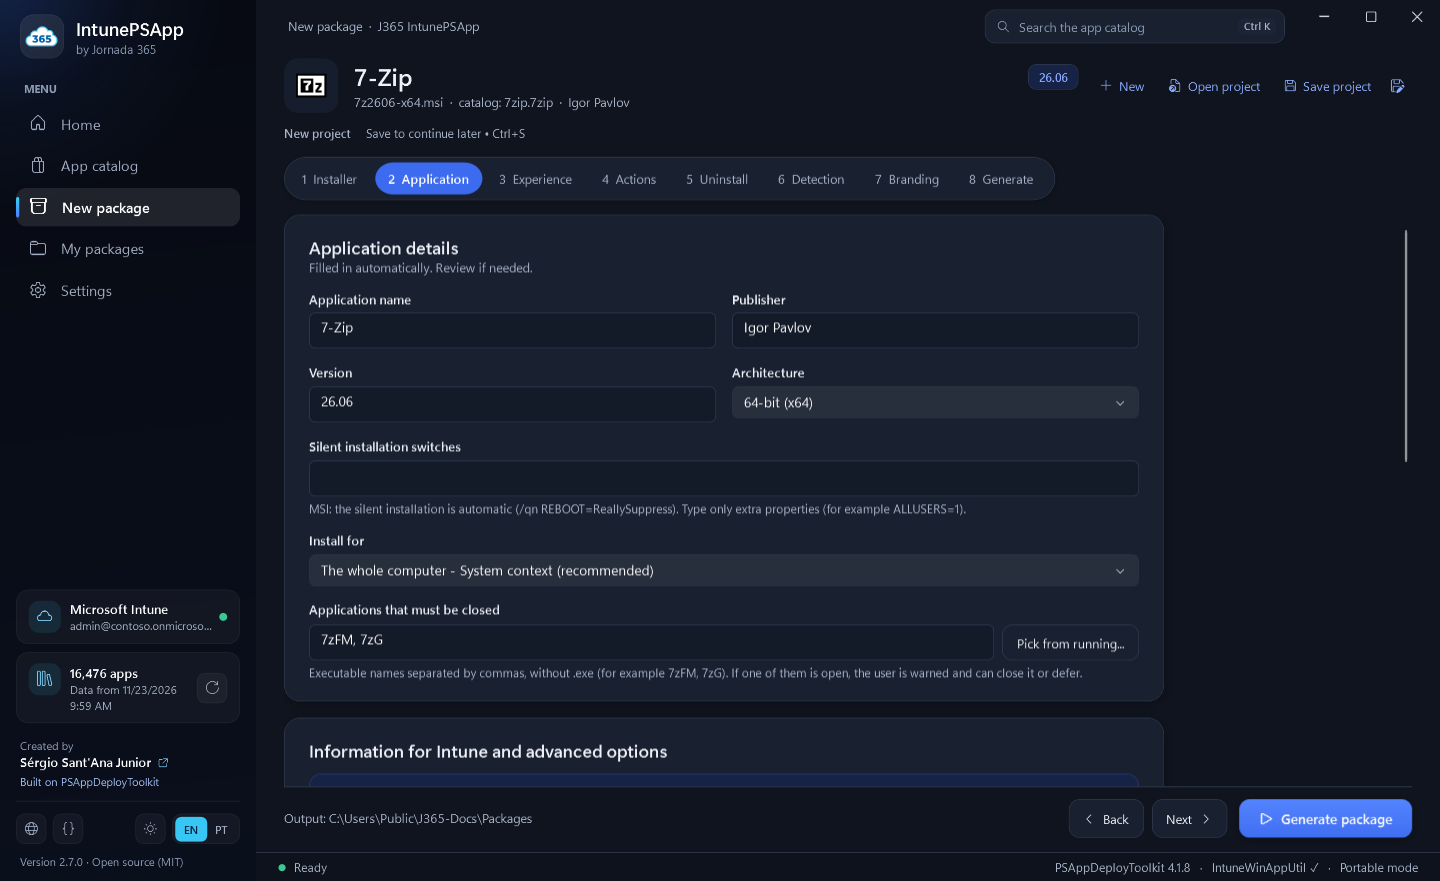 IntunePSApp
by Jornada 365
365
MENU
Home
App catalog
New package
My packages
Settings
Microsoft Intune
admin@contoso.onmicroso...
16,476 apps
Data from 11/23/2026
9:59 AM
Created by
Sérgio Sant'Ana Junior
Built on PSAppDeployToolkit
{} EN PT
Version 2.7.0 · Open source (MIT)
New package · J365 IntunePSApp
Search the app catalog Ctrl K
7z
7-Zip
7z2606-x64.msi · catalog: 7zip.7zip · Igor Pavlov
26.06
New
Open project
Save project
New project Save to continue later • Ctrl+S
1 Installer
2 Application
3 Experience
4 Actions
5 Uninstall
6 Detection
7 Branding
8 Generate
Application details
Filled in automatically. Review if needed.
Application name
7-Zip
Publisher
Igor Pavlov
Version
26.06
Architecture
64-bit (x64)
Silent installation switches
MSI: the silent installation is automatic (/qn REBOOT=ReallySuppress). Type only extra properties (for example ALLUSERS=1).
Install for
The whole computer - System context (recommended)
Applications that must be closed
7zFM, 7zG
Pick from running...
Executable names separated by commas, without .exe (for example 7zFM, 7zG). If one of them is open, the user is warned and can close it or defer.
Information for Intune and advanced options
Output: C:\Users\Public\J365-Docs\Packages
Back
Next
Generate package
Ready
PSAppDeployToolkit 4.1.8 · IntuneWinAppUtil ✓ · Portable mode